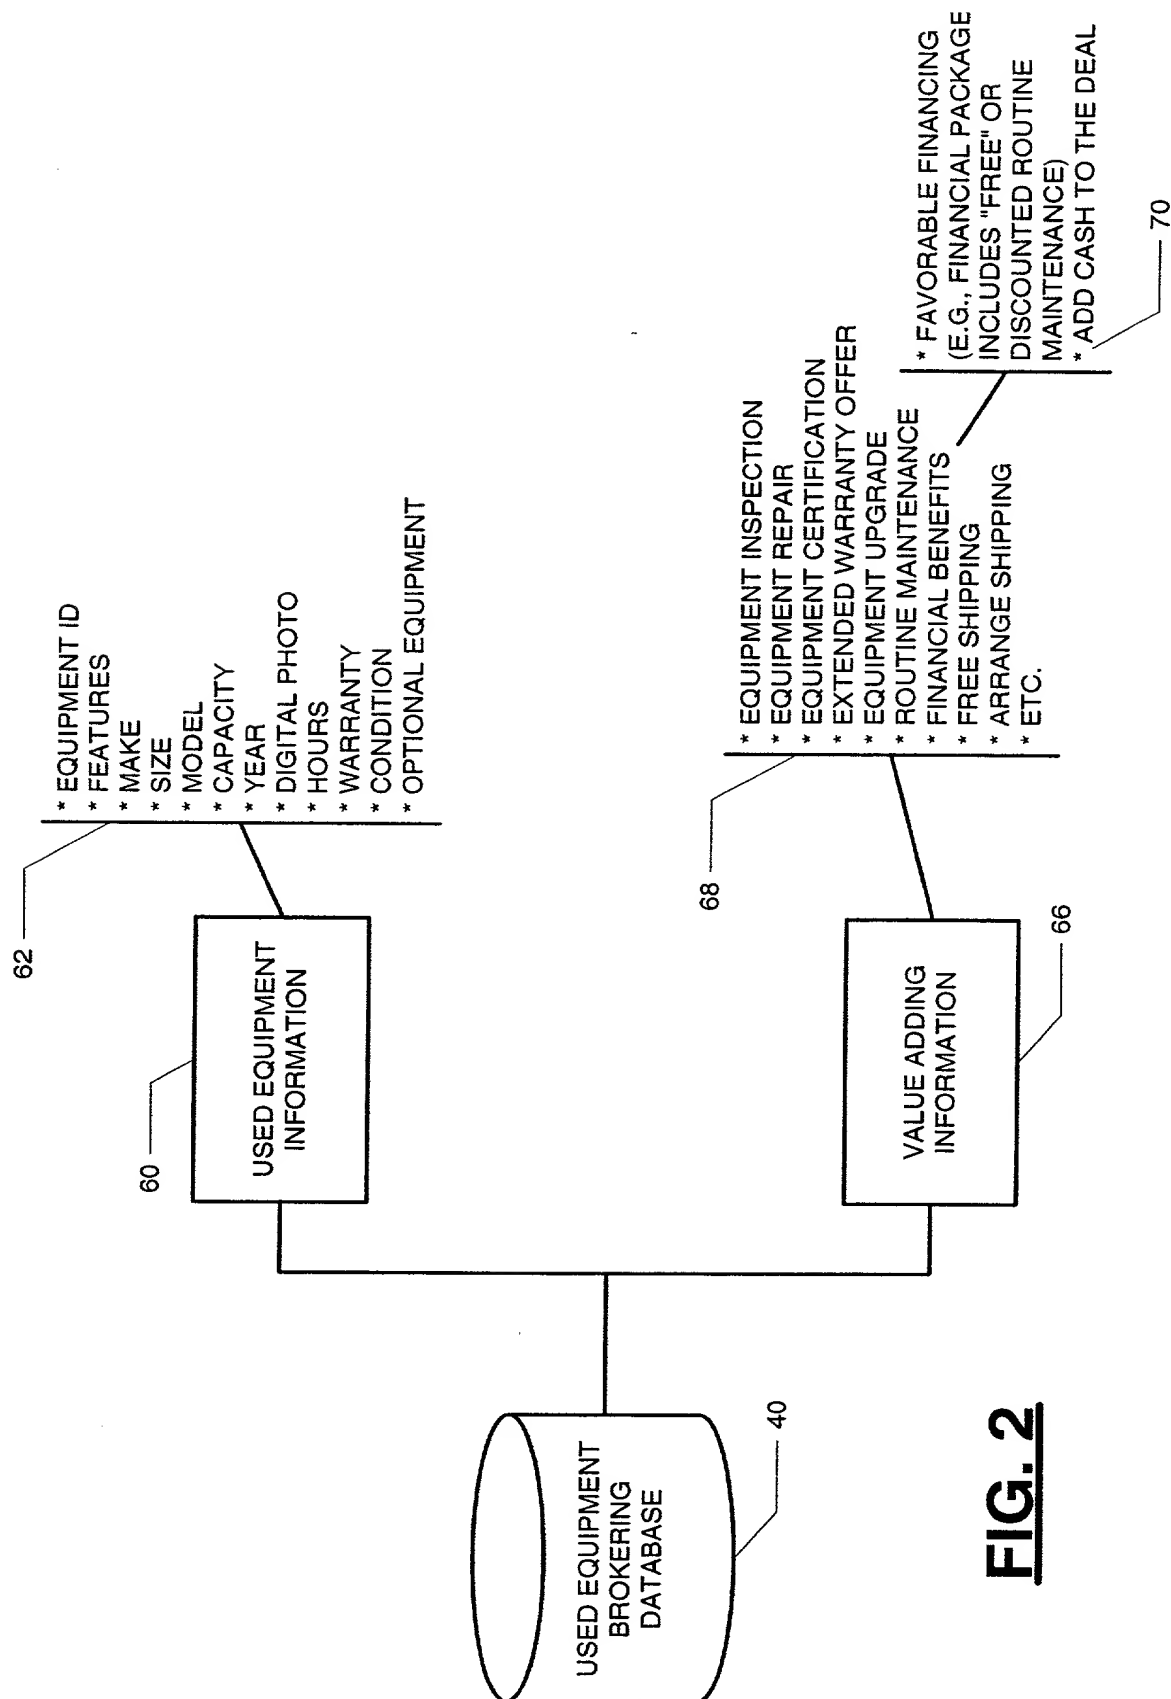 62
* EQUIPMENT ID
* FEATURES
* MAKE
* SIZE
* MODEL
* CAPACITY
* YEAR
* DIGITAL PHOTO
* HOURS
* WARRANTY
* CONDITION
* OPTIONAL EQUIPMENT
60
USED EQUIPMENT
INFORMATION
USED EQUIPMENT
BROKERING
DATABASE
40
68
* EQUIPMENT INSPECTION
* EQUIPMENT REPAIR
* EQUIPMENT CERTIFICATION
* EXTENDED WARRANTY OFFER
* EQUIPMENT UPGRADE
* ROUTINE MAINTENANCE
* FINANCIAL BENEFITS
* FREE SHIPPING
* ARRANGE SHIPPING
* ETC.
VALUE ADDING
INFORMATION
66
* FAVORABLE FINANCING
(E.G., FINANCIAL PACKAGE
INCLUDES "FREE" OR
DISCOUNTED ROUTINE
MAINTENANCE)
* ADD CASH TO THE DEAL
70
FIG. 2